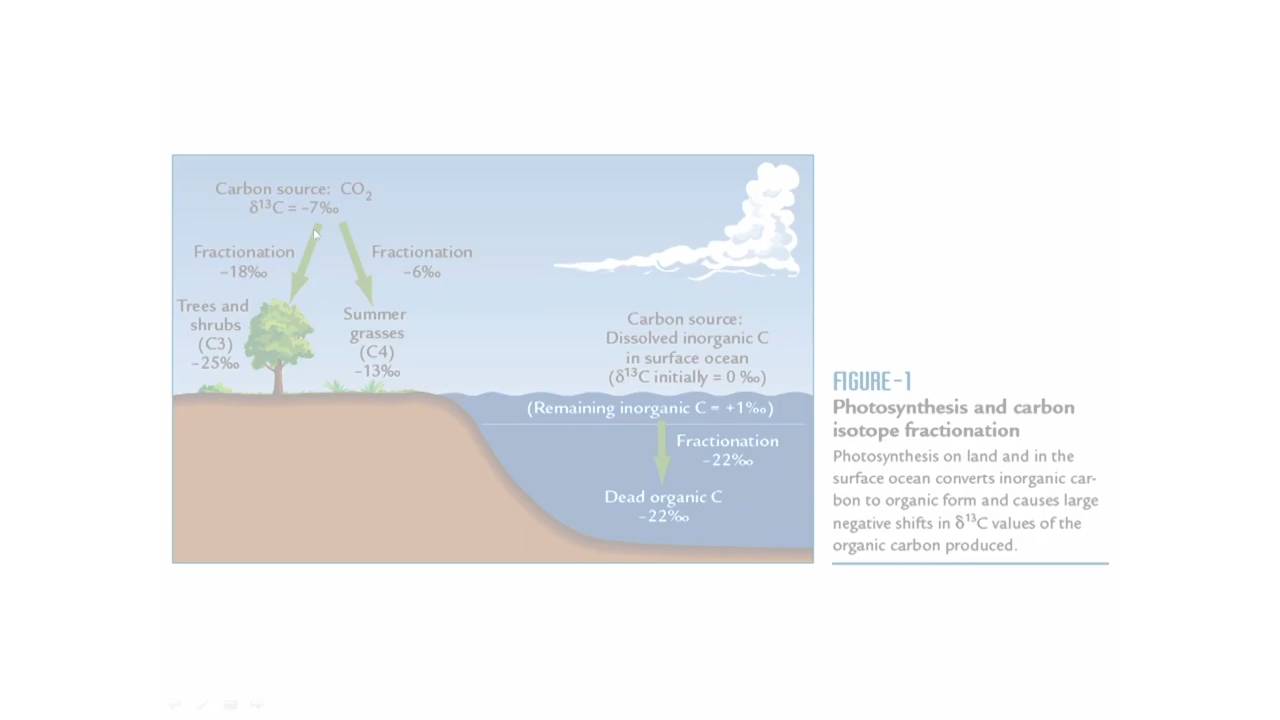 Carbon source: CO₂
δ¹³C = –7‰
Fractionation
–18‰
Fractionation
–6‰
Trees and
shrubs
(C3)
–25‰
Summer
grasses
(C4)
–13‰
Carbon source:
Dissolved inorganic C
in surface ocean
(δ¹³C initially = 0 ‰)
(Remaining inorganic C = +1‰)
Fractionation
–22‰
Dead organic C
–22‰
FIGURE-1
Photosynthesis and carbon
isotope fractionation
Photosynthesis on land and in the
surface ocean converts inorganic car-
bon to organic form and causes large
negative shifts in δ¹³C values of the
organic carbon produced.